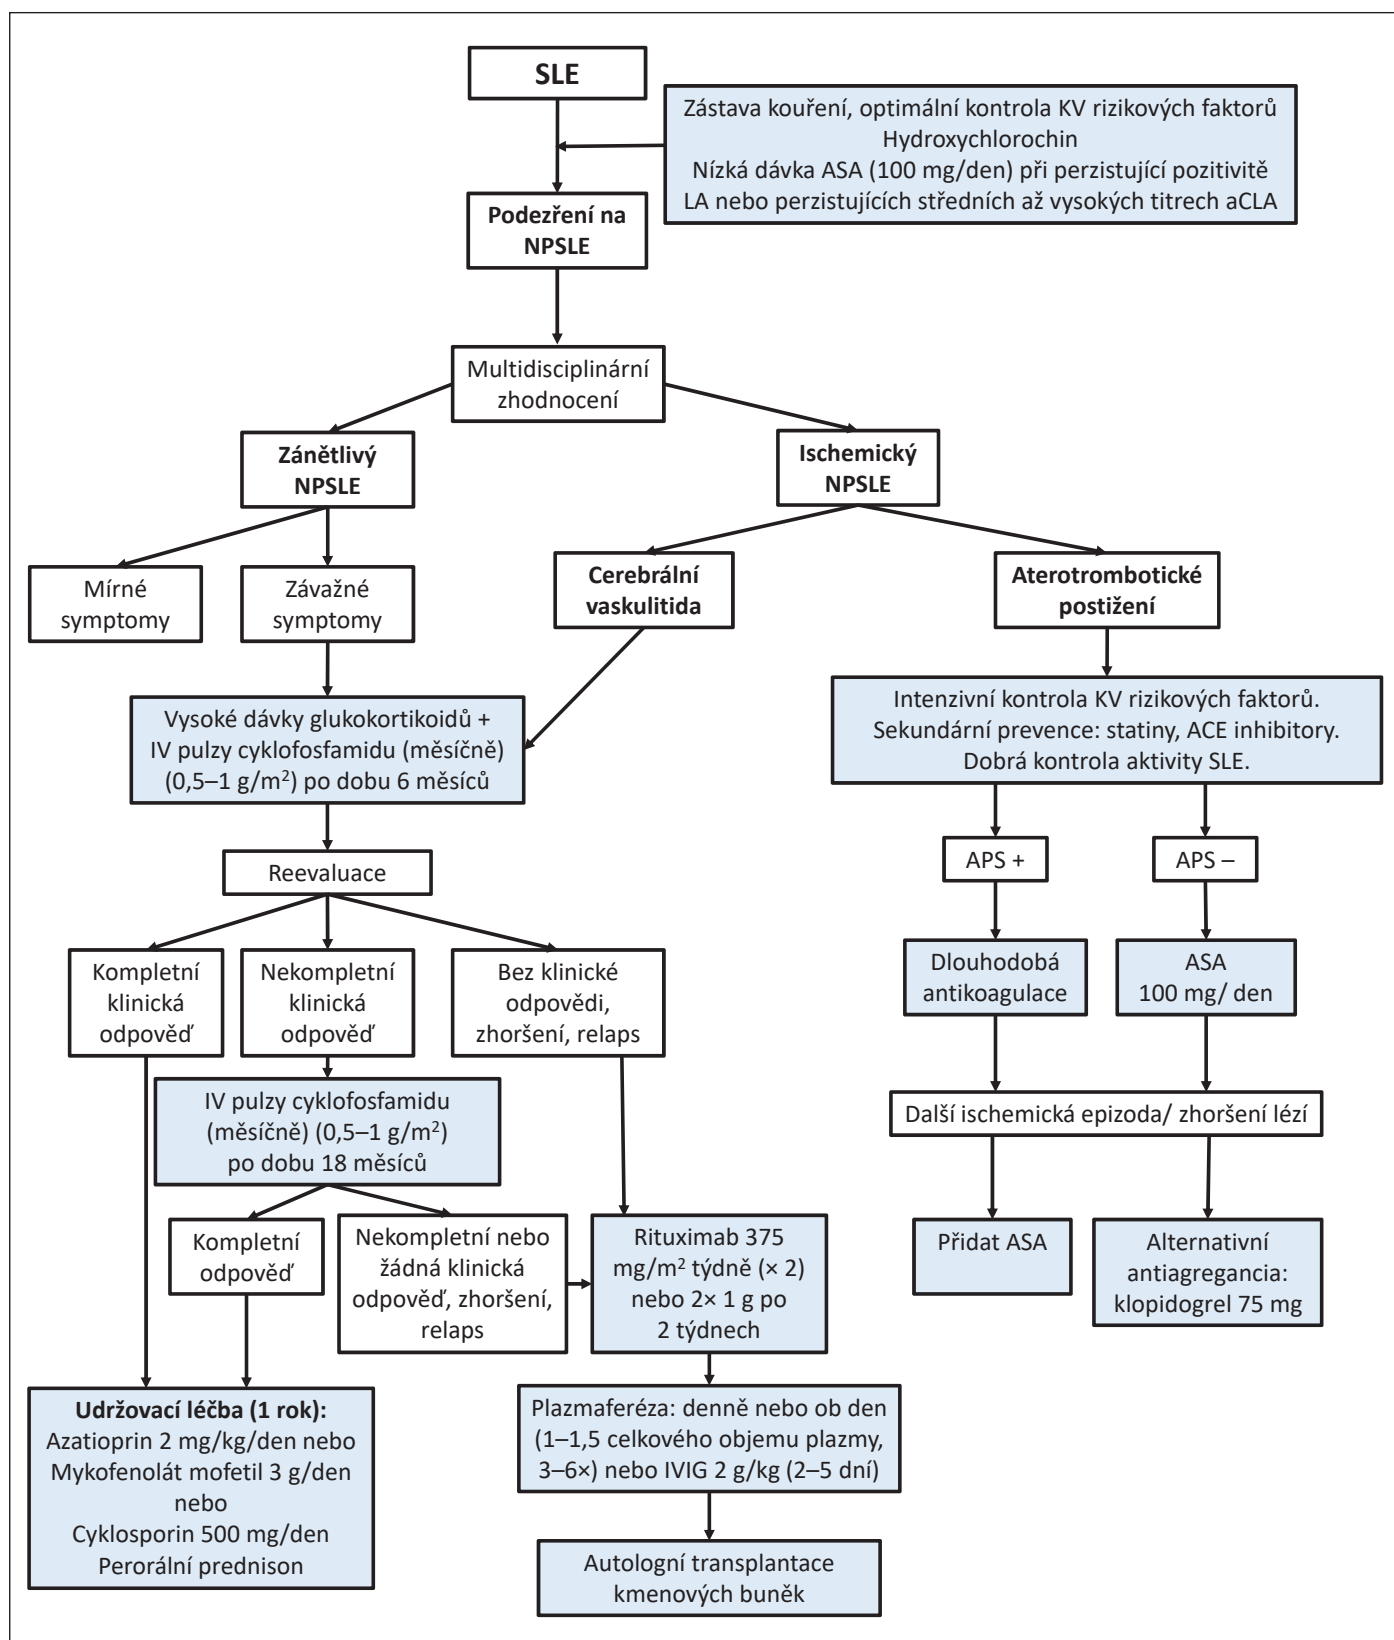 SLE
Zástava kouření, optimální kontrola KV rizikových faktorů
Hydroxychlorochin
Nízká dávka ASA (100 mg/den) při perzistující pozitivitě
LA nebo perzistujících středních až vysokých titrech aCLA
Podezření na
NPSLE
Multidisciplinární
zhodnocení
Zánětlivý
NPSLE
Ischemický
NPSLE
Mírné
symptomy
Závažné
symptomy
Cerebrální
vaskulitida
Aterotrombotické
postižení
Vysoké dávky glukokortikoidů +
IV pulzy cyklofosfamidu (měsíčně)
(0,5–1 g/m²) po dobu 6 měsíců
Intenzivní kontrola KV rizikových faktorů.
Sekundární prevence: statiny, ACE inhibitory.
Dobrá kontrola aktivity SLE.
Reevaluace
APS +
APS –
Kompletní
klinická
odpověď
Nekompletní
klinická
odpověď
Bez klinické
odpovědi,
zhoršení, relaps
Dlouhodobá
antikoagulace
ASA
100 mg/ den
IV pulzy cyklofosfamidu
(měsíčně) (0,5–1 g/m²)
po dobu 18 měsíců
Další ischemická epizoda/ zhoršení lézí
Kompletní
odpověď
Nekompletní nebo
žádná klinická
odpověď, zhoršení,
relaps
Rituximab 375
mg/m² týdně (× 2)
nebo 2× 1 g po
2 týdnech
Přidat ASA
Alternativní
antiagregancia:
klopidogrel 75 mg
Udržovací léčba (1 rok):
Azatioprin 2 mg/kg/den nebo
Mykofenolát mofetil 3 g/den
nebo
Cyklosporin 500 mg/den
Perorální prednison
Plazmaferéza: denně nebo ob den
(1–1,5 celkového objemu plazmy,
3–6×) nebo IVIG 2 g/kg (2–5 dní)
Autologní transplantace
kmenových buněk